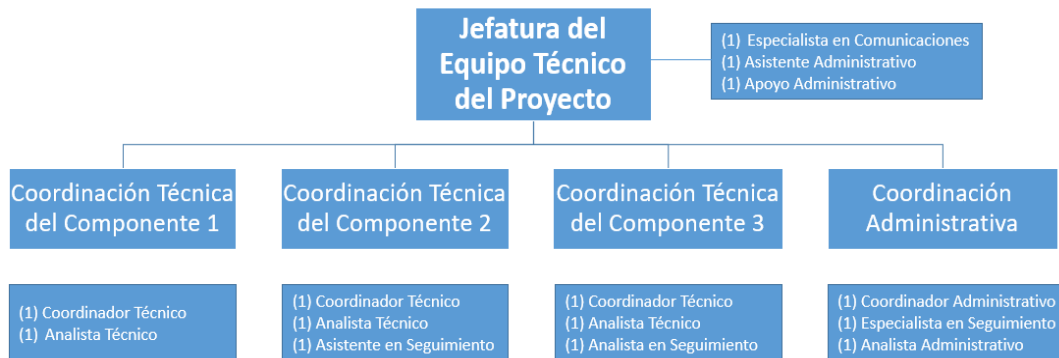 Jefatura del
Equipo Técnico
del Proyecto
(1) Especialista en Comunicaciones
(1) Asistente Administrativo
(1) Apoyo Administrativo
Coordinación Técnica
del Componente 1
Coordinación Técnica
del Componente 2
Coordinación Técnica
del Componente 3
Coordinación
Administrativa
(1) Coordinador Técnico
(1) Analista Técnico
(1) Coordinador Técnico
(1) Analista Técnico
(1) Asistente en Seguimiento
(1) Coordinador Técnico
(1) Analista Técnico
(1) Analista en Seguimiento
(1) Coordinador Administrativo
(1) Especialista en Seguimiento
(1) Analista Administrativo